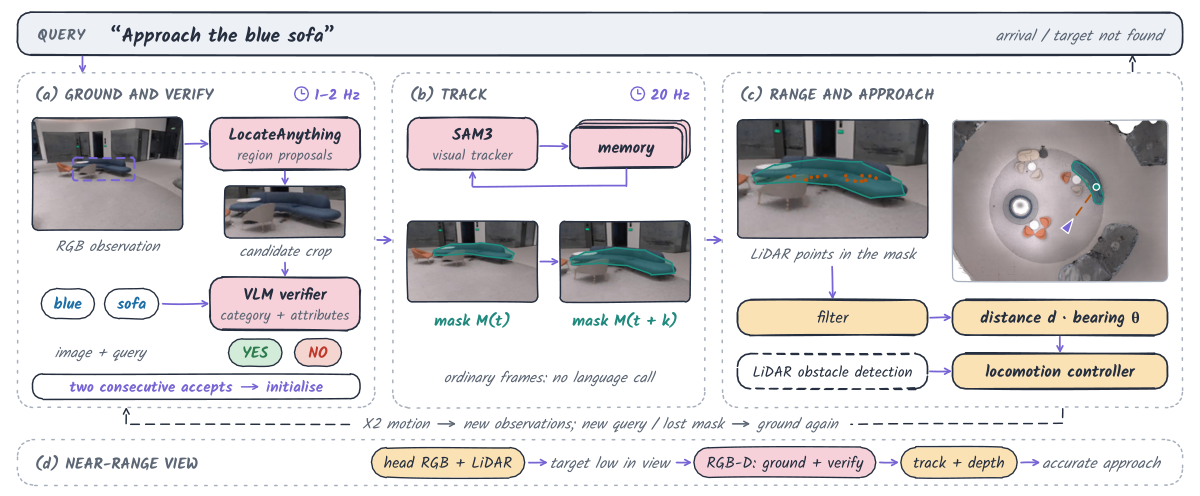 QUERY “Approach the blue sofa” arrival / target not found
(a) GROUND AND VERIFY 1–2 Hz
LocateAnything
region proposals
RGB observation
candidate crop
blue sofa
VLM verifier
category + attributes
image + query
YES NO
two consecutive accepts → initialise
(b) TRACK 20 Hz
SAM3
visual tracker
memory
mask M(t) mask M(t + k)
ordinary frames: no language call
(c) RANGE AND APPROACH
LiDAR points in the mask
filter
distance d · bearing θ
LiDAR obstacle detection
locomotion controller
X2 motion → new observations; new query / lost mask → ground again
(d) NEAR-RANGE VIEW head RGB + LiDAR → target low in view → RGB-D: ground + verify → track + depth → accurate approach